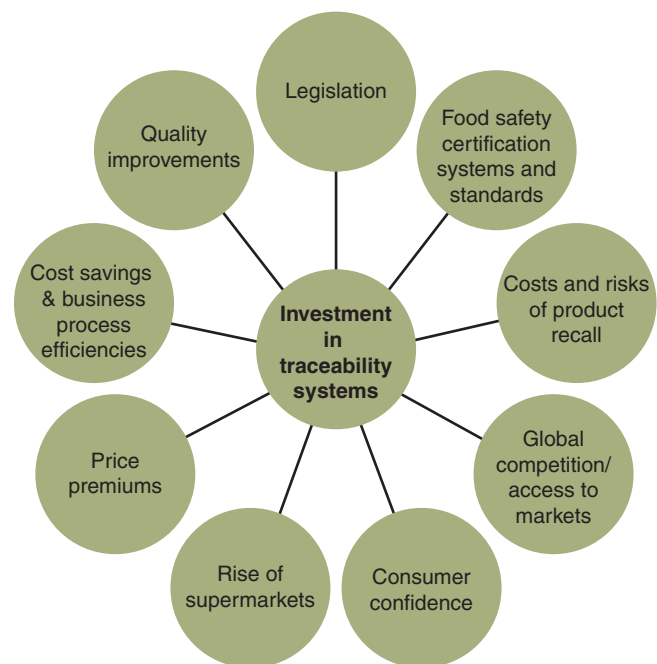 Legislation
Food safety
certification
systems and
standards
Costs and risks
of product
recall
Global
competition/
access to
markets
Consumer
confidence
Rise of
supermarkets
Price
premiums
Cost savings
& business
process
efficiencies
Quality
improvements
Investment
in
traceability
systems